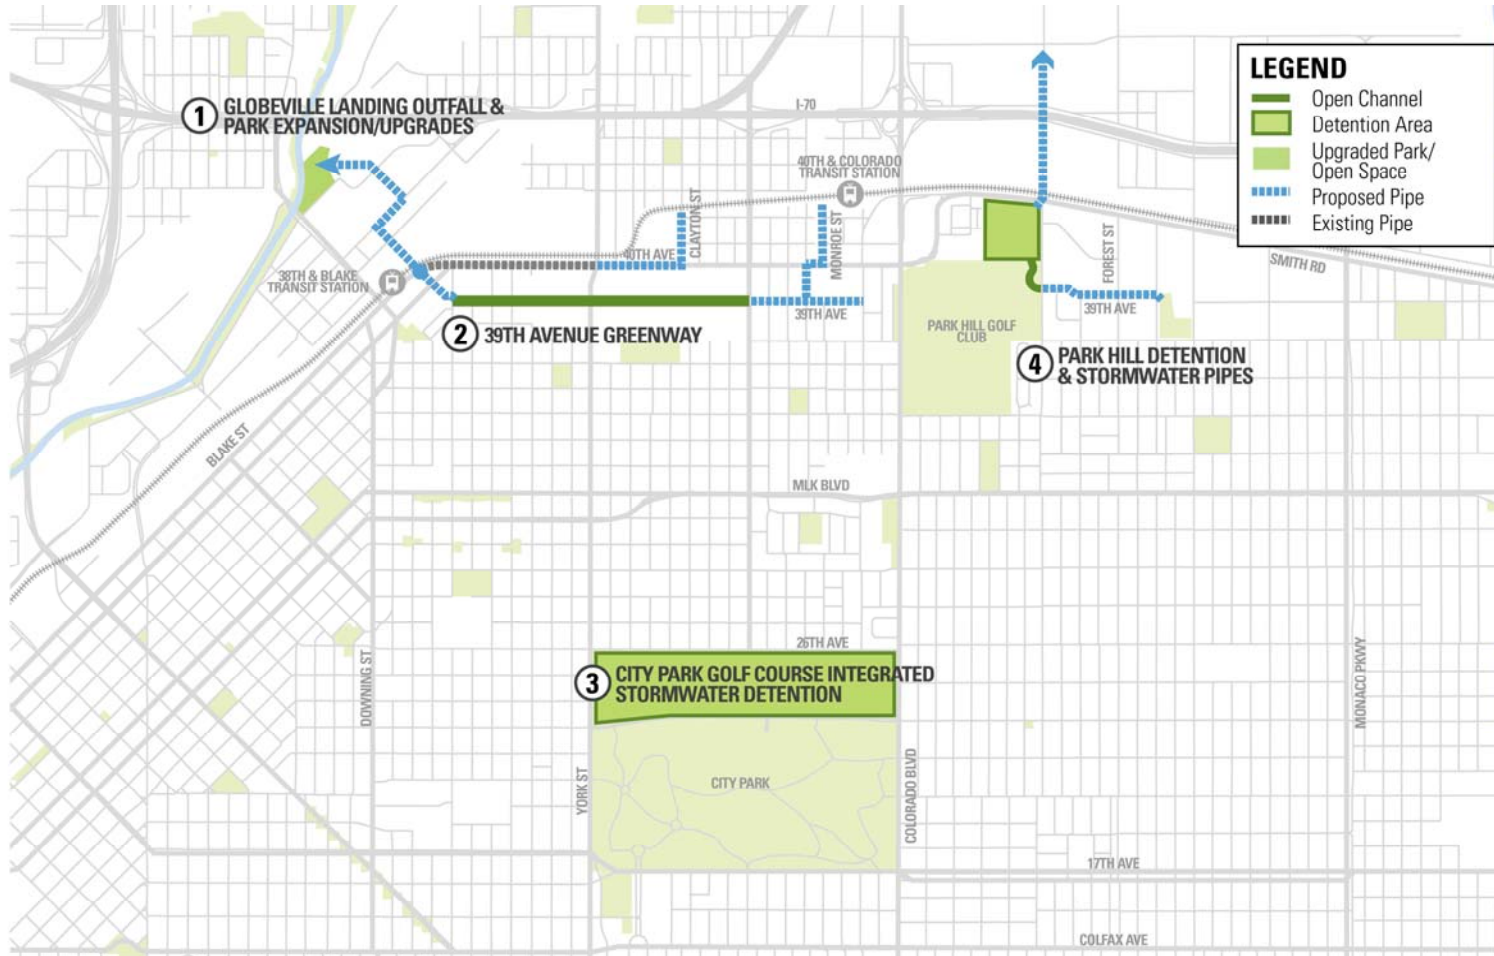 I-70
1
GLOBEVILLE LANDING OUTFALL &
PARK EXPANSION/UPGRADES
LEGEND
Open Channel
Detention Area
Upgraded Park/
Open Space
Proposed Pipe
Existing Pipe
40TH & COLORADO
TRANSIT STATION
CLAYTON ST
MONROE ST
FOREST ST
40TH AVE
SMITH RD
38TH & BLAKE
TRANSIT STATION
39TH AVE
39TH AVE
2
39TH AVENUE GREENWAY
PARK HILL GOLF
CLUB
4
PARK HILL DETENTION
& STORMWATER PIPES
BLAKE ST
MLK BLVD
26TH AVE
3
CITY PARK GOLF COURSE INTEGRATED
STORMWATER DETENTION
DOWNING ST
MONACO PKWY
YORK ST
CITY PARK
COLORADO BLVD
17TH AVE
COLFAX AVE